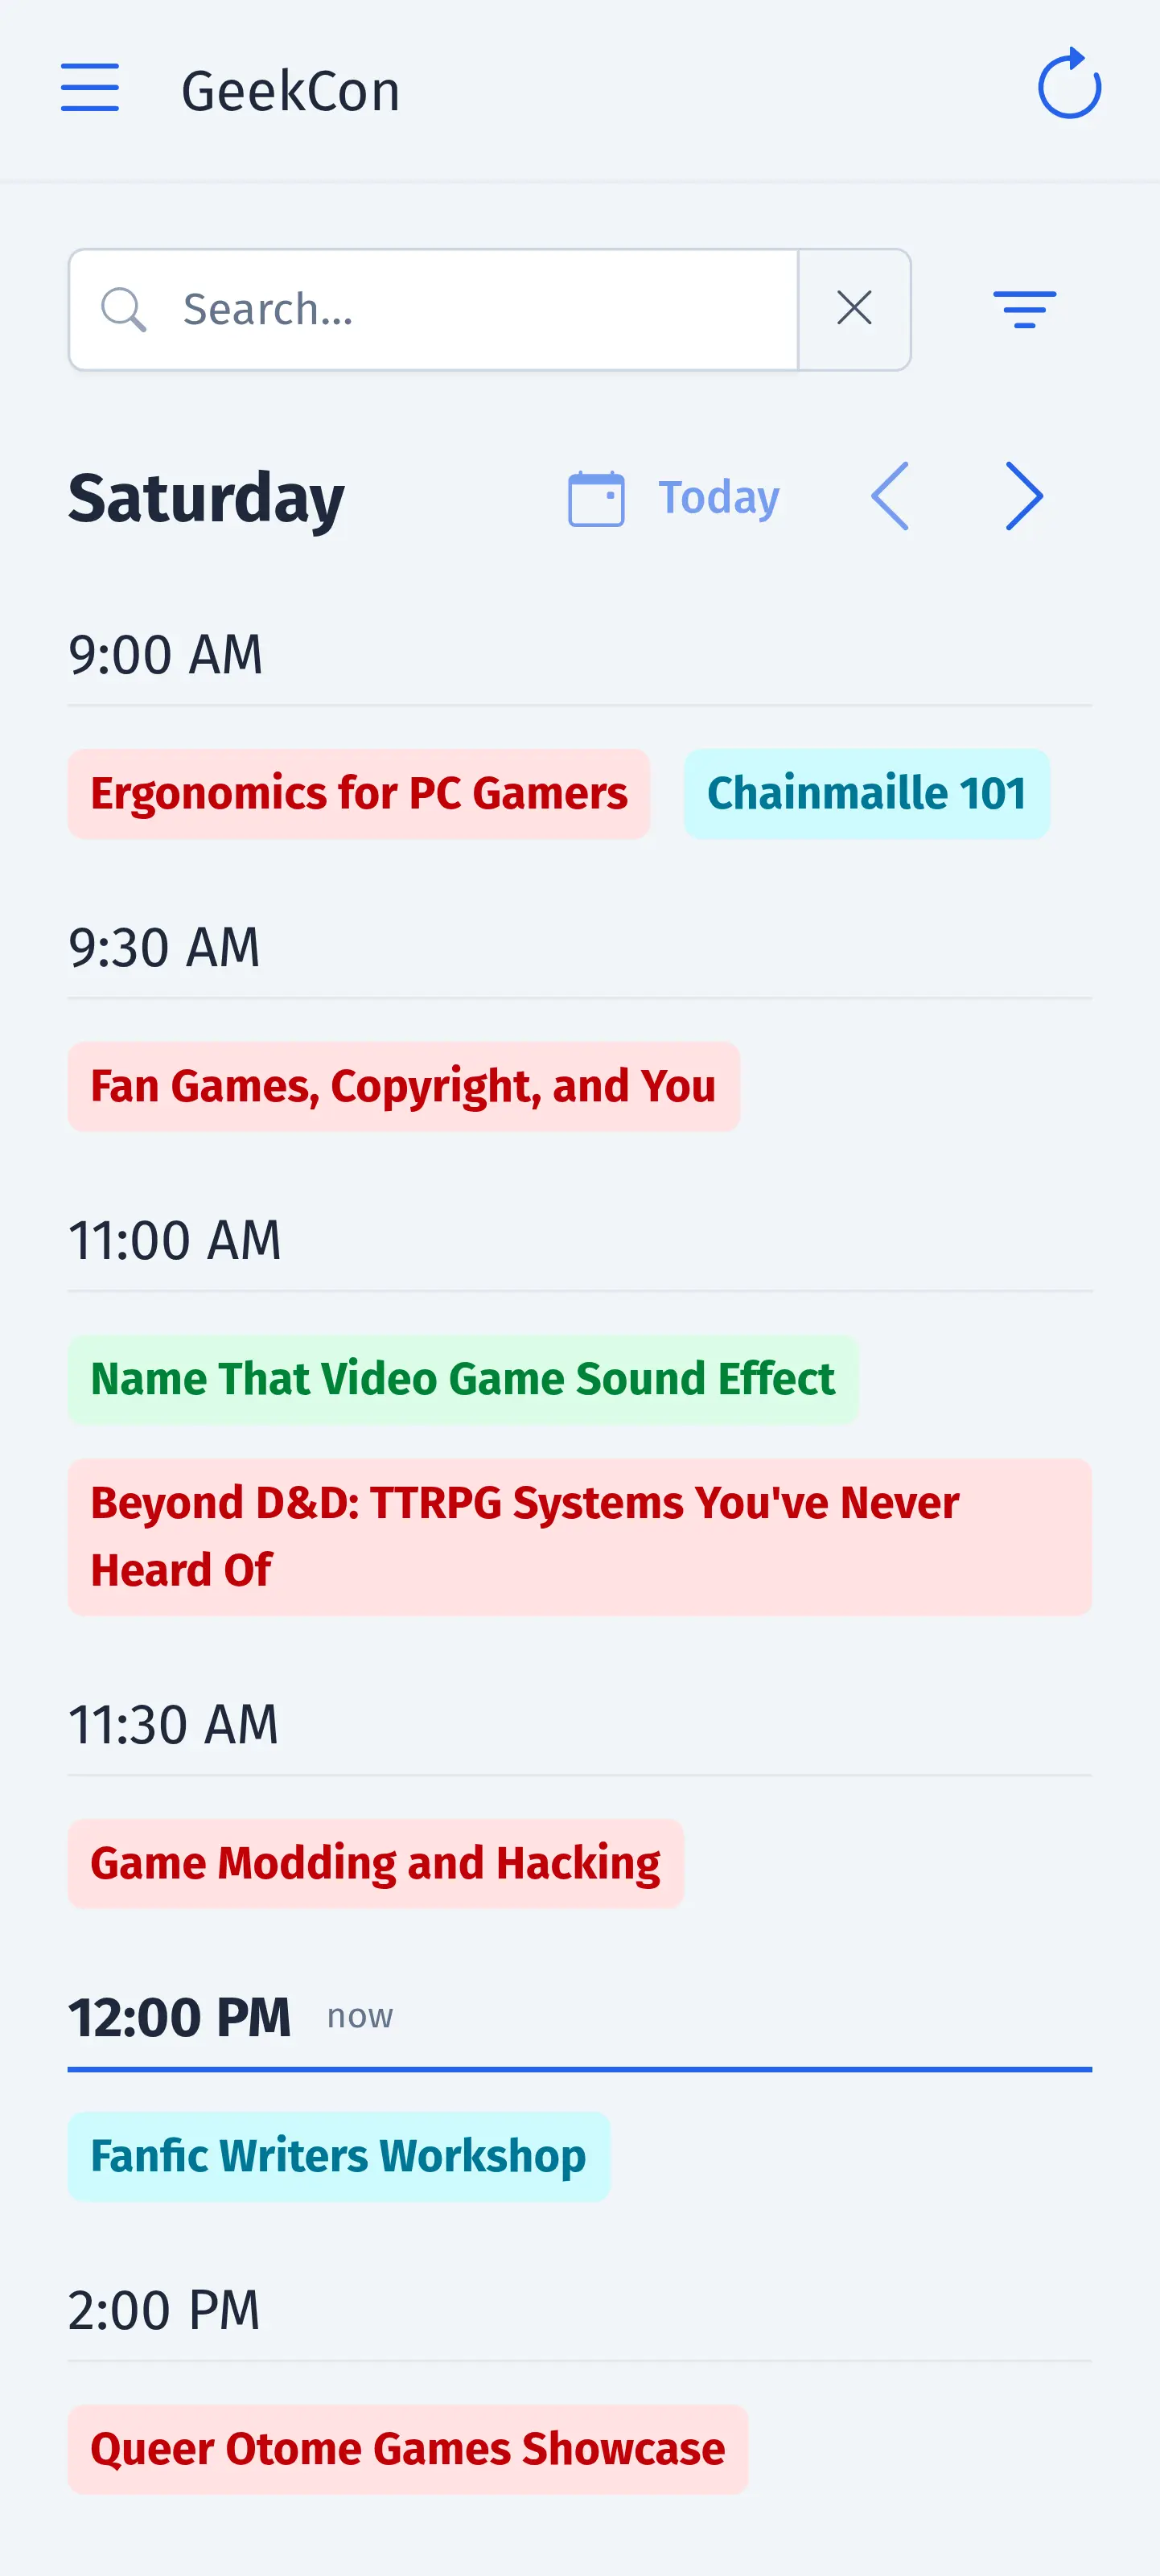 GeekCon
Search...
Saturday
Today
9:00 AM
Ergonomics for PC Gamers
Chainmaille 101
9:30 AM
Fan Games, Copyright, and You
11:00 AM
Name That Video Game Sound Effect
Beyond D&D: TTRPG Systems You've Never
Heard Of
11:30 AM
Game Modding and Hacking
12:00 PM now
Fanfic Writers Workshop
2:00 PM
Queer Otome Games Showcase